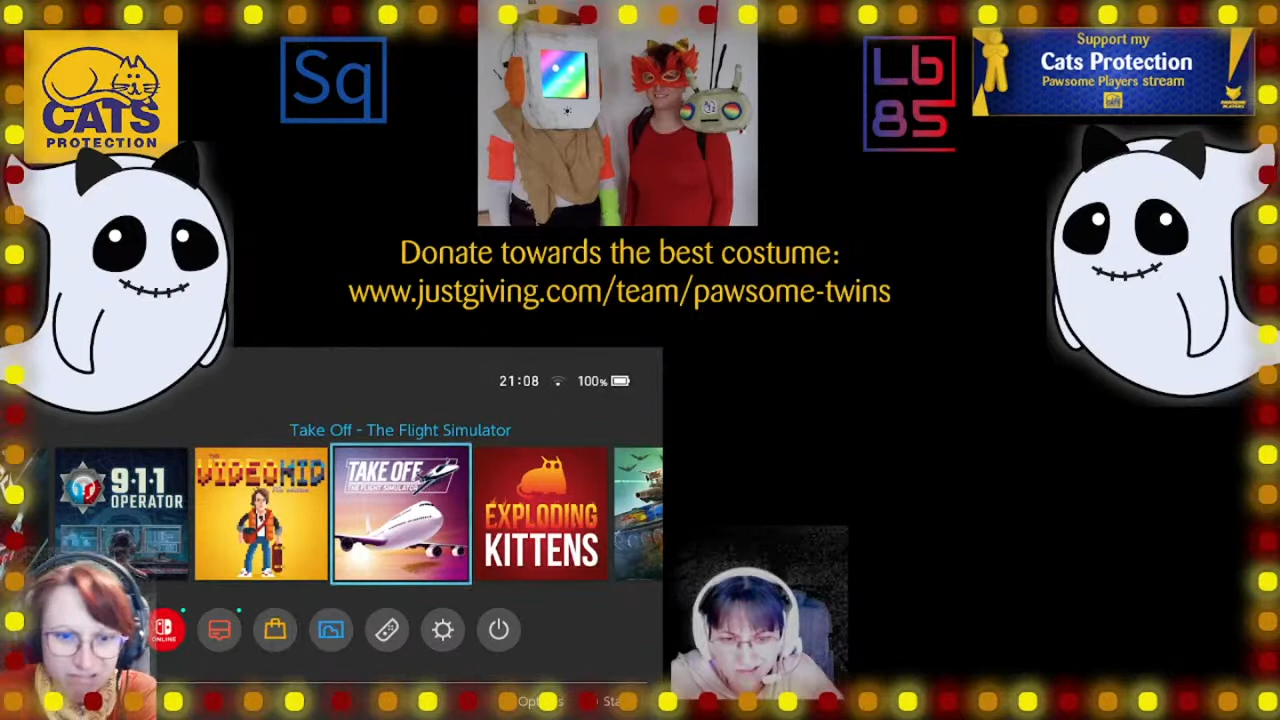 CATS
PROTECTION
Sq
Lb
85
Support my
Cats Protection
Pawsome Players stream
Donate towards the best costume:
www.justgiving.com/team/pawsome-twins
21:08 100%
Take Off - The Flight Simulator
9-1-1
OPERATOR
THE
VIDEOKID
TAKE OFF
THE FLIGHT SIMULATOR
EXPLODING
KITTENS
ONLINE